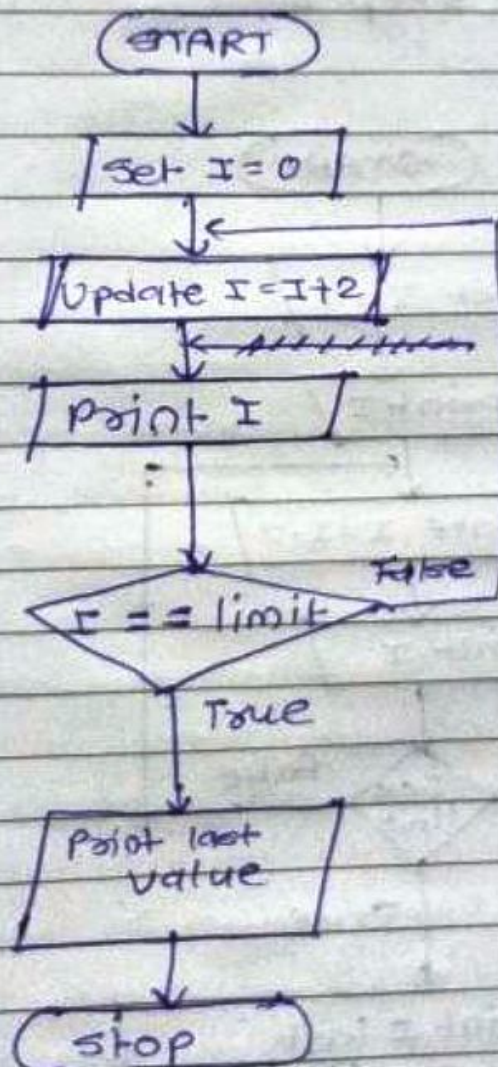 START
Set I = 0
Update I = I+2
Print I
False
I == limit
True
Print last
value
stop